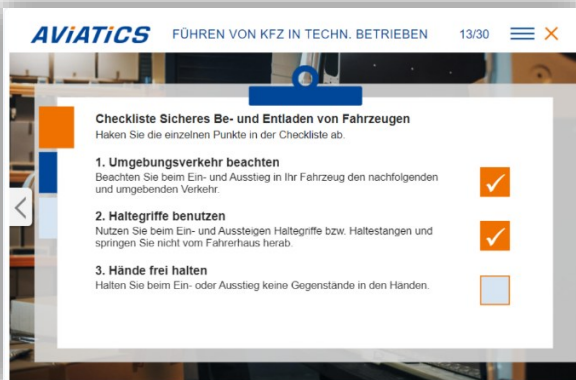 AViATiCS FÜHREN VON KFZ IN TECHN. BETRIEBEN 13/30
Checkliste Sicheres Be- und Entladen von Fahrzeugen
Haken Sie die einzelnen Punkte in der Checkliste ab.
1. Umgebungsverkehr beachten
Beachten Sie beim Ein- und Ausstieg in Ihr Fahrzeug den nachfolgenden
und umgebenden Verkehr.
2. Haltegriffe benutzen
Nutzen Sie beim Ein- und Aussteigen Haltegriffe bzw. Haltestangen und
springen Sie nicht vom Fahrerhaus herab.
3. Hände frei halten
Halten Sie beim Ein- oder Ausstieg keine Gegenstände in den Händen.